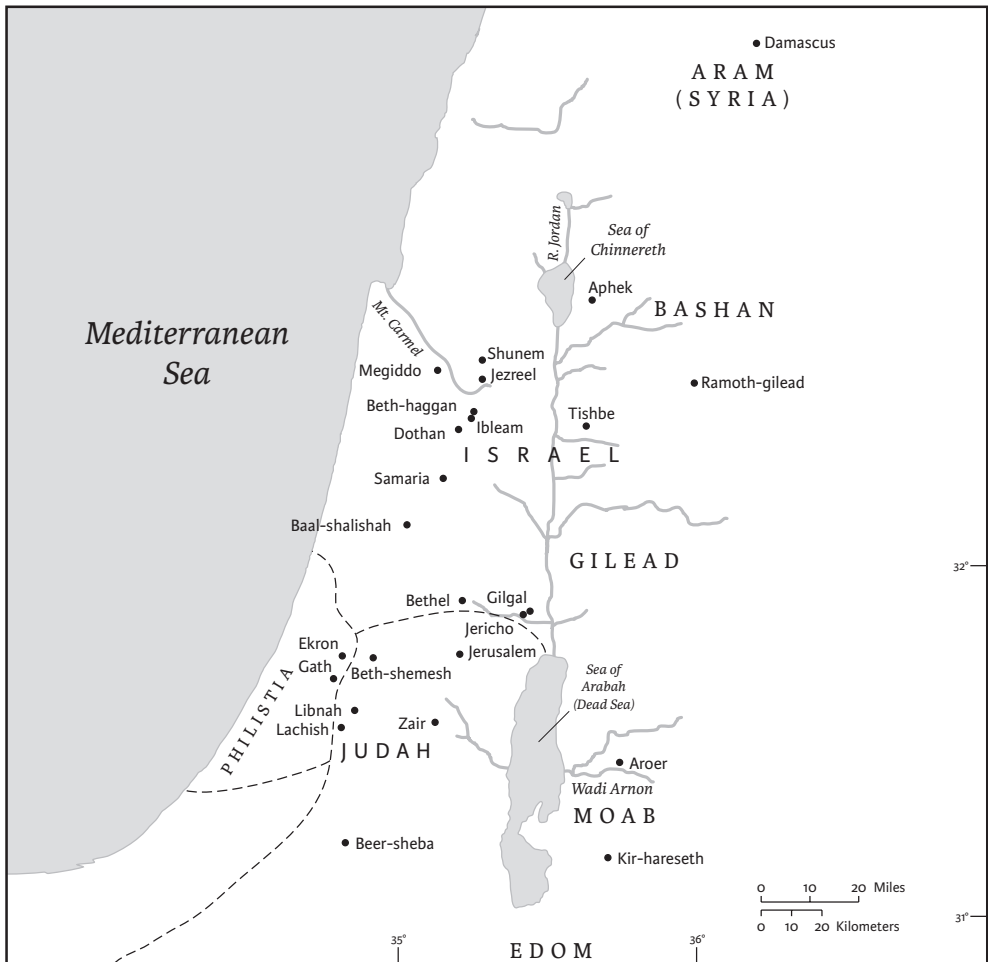 Damascus
ARAM
(SYRIA)
R. Jordan
Sea of
Chinnereth
Aphek
BASHAN
Mediterranean
Sea
Mt. Carmel
Shunem
Megiddo
Jezreel
Ramoth-gilead
Beth-haggan
Tishbe
Dothan
Ibleam
ISRAEL
Samaria
Baal-shalishah
GILEAD
32°
Bethel
Gilgal
Jericho
Ekron
Jerusalem
Gath
Beth-shemesh
Sea of
Arabah
(Dead Sea)
PHILISTIA
Libnah
Zair
Lachish
JUDAH
Aroer
Wadi Arnon
MOAB
Beer-sheba
Kir-hareseth
0 10 20 Miles
0 10 20 Kilometers
31°
35°
36°
EDOM